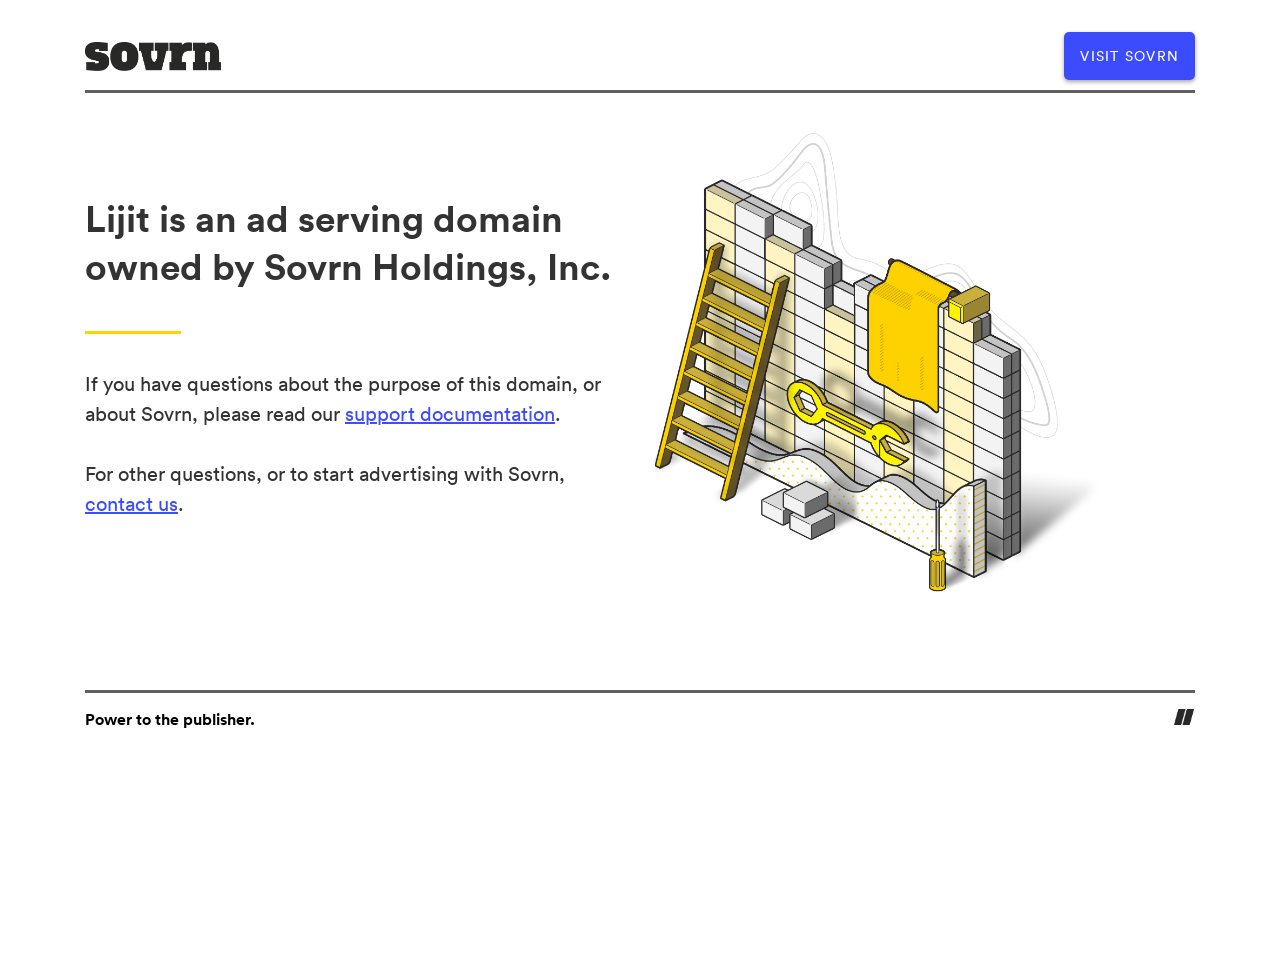 sovrn
VISIT SOVRN
Lijit is an ad serving domain
owned by Sovrn Holdings, Inc.
If you have questions about the purpose of this domain, or
about Sovrn, please read our support documentation.
For other questions, or to start advertising with Sovrn,
contact us.
Power to the publisher.